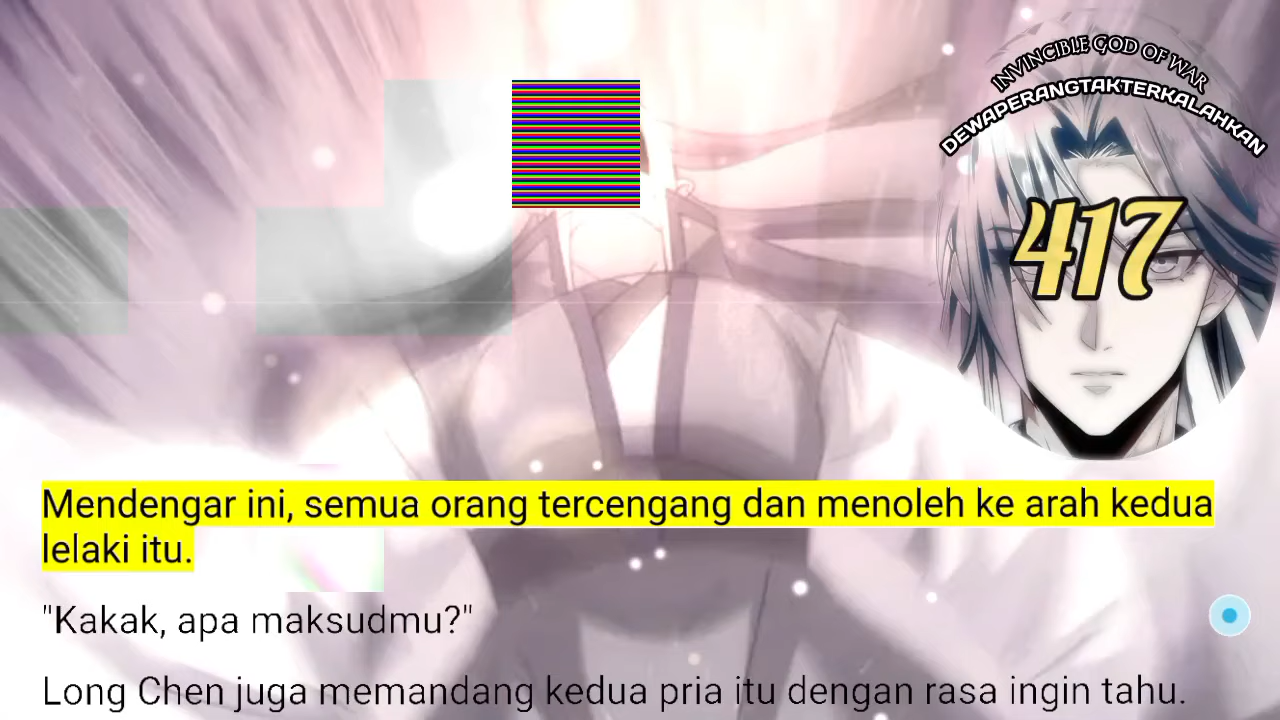 INVINCIBLE GOD OF WAR
DEWAPERANGTAKTERKALAHKAN
417
Mendengar ini, semua orang tercengang dan menoleh ke arah kedua
lelaki itu.
"Kakak, apa maksudmu?"
Long Chen juga memandang kedua pria itu dengan rasa ingin tahu.